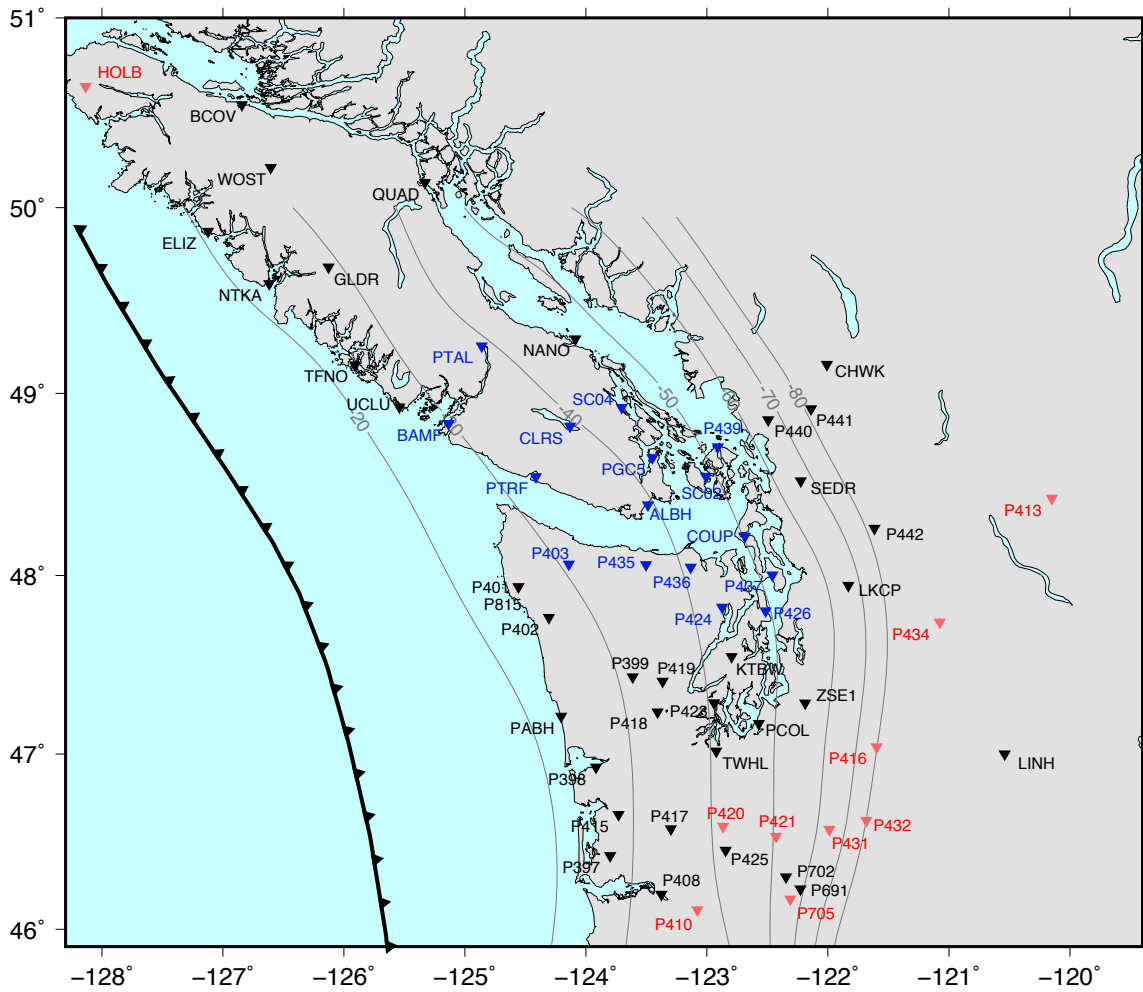 51°
HOLB
BCOV
WOST
QUAD
50°
ELIZ
GLDR
NTKA
NANO
PTAL
TFNO
CHWK
49°
-20
UCLU
SC04
-50
-60
-70
-80
BAMF
-40
CLRS
P439
P440
P441
PGC5
PTRF
SC02
SEDR
P413
ALBH
COUP
P442
P403
P435
48°
P401
P436
P437
LKCP
P815
P424
P426
P402
P434
P399
P419
KTBW
ZSE1
P418
P423
PABH
PCOL
47°
TWHL
P416
LINH
P398
P415
P417
P420
P421
P432
P431
P397
P425
P408
P702
P691
46°
P410
P705
−128°
−127°
−126°
−125°
−124°
−123°
−122°
−121°
−120°